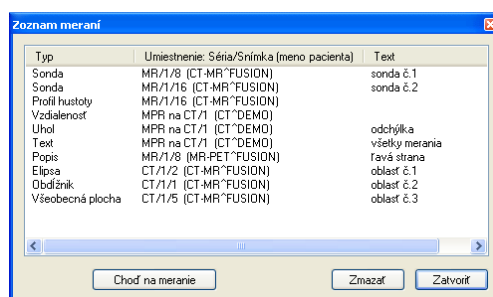 Zoznam meraní
Typ Umiestnenie: Séria/Snímka (meno pacienta) Text
Sonda MR/1/8 (CT-MR^FUSION) sonda č.1
Sonda MR/1/16 (CT-MR^FUSION) sonda č.2
Profil hustoty MR/1/16 (CT-MR^FUSION)
Vzdialenosť MPR na CT/1 (CT^DEMO)
Uhol MPR na CT/1 (CT^DEMO) odchýlka
Text MPR na CT/1 (CT^DEMO) všetky merania
Popis MR/1/8 (MR-PET^FUSION) ľavá strana
Elipsa CT/1/2 (CT-MR^FUSION) oblasť č.1
Obdĺžnik CT/1/1 (CT-MR^FUSION) oblasť č.2
Všeobecná plocha CT/1/5 (CT-MR^FUSION) oblasť č.3
Choď na meranie Zmazať Zatvoriť